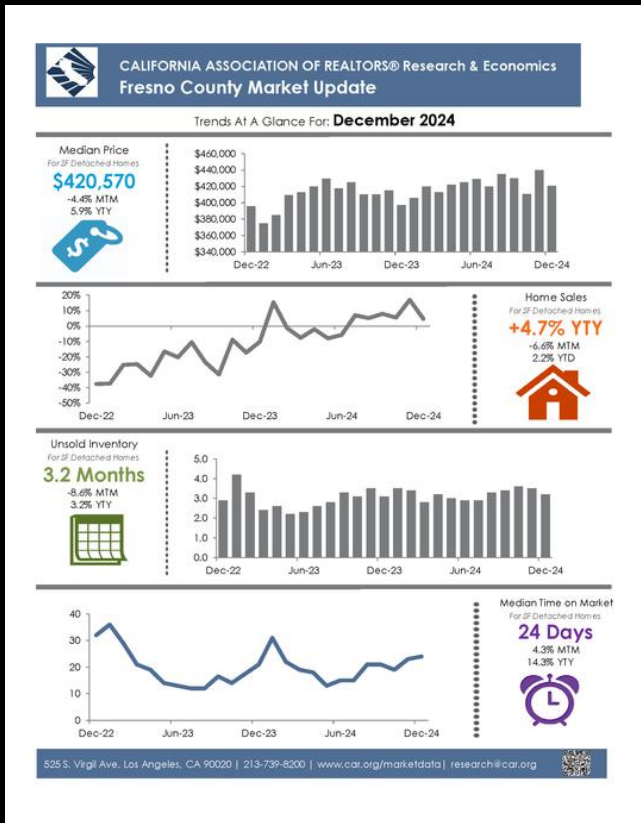 CALIFORNIA ASSOCIATION OF REALTORS® Research & Economics
Fresno County Market Update
Trends At A Glance For: December 2024
Median Price
For SF Detached Homes
$420,570
-4.4% MTM
5.9% YTY
$
$460,000
$440,000
$420,000
$400,000
$380,000
$360,000
$340,000
Dec-22 Jun-23 Dec-23 Jun-24 Dec-24
20%
10%
0%
-10%
-20%
-30%
-40%
-50%
Dec-22 Jun-23 Dec-23 Jun-24 Dec-24
Home Sales
For SF Detached Homes
+4.7% YTY
-6.6% MTM
2.2% YTD
Unsold Inventory
For SF Detached Homes
3.2 Months
-8.6% MTM
3.2% YTY
5.0
4.0
3.0
2.0
1.0
0.0
Dec-22 Jun-23 Dec-23 Jun-24 Dec-24
40
30
20
10
0
Dec-22 Jun-23 Dec-23 Jun-24 Dec-24
Median Time on Market
For SF Detached Homes
24 Days
4.3% MTM
14.3% YTY
525 S. Virgil Ave. Los Angeles, CA 90020 | 213-739-8200 | www.car.org/marketdata| research@car.org